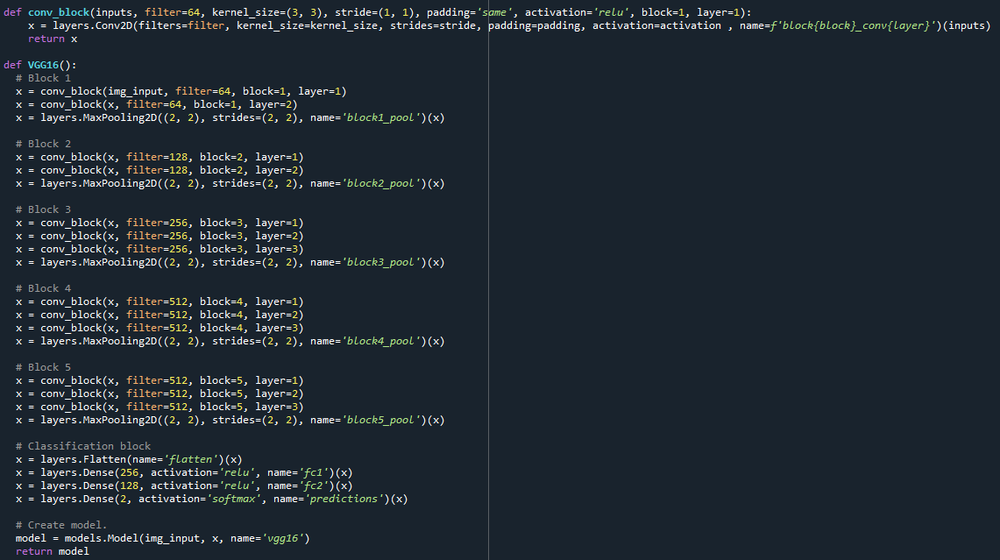 def conv_block(inputs, filter=64, kernel_size=(3, 3), stride=(1, 1), padding='same', activation='relu', block=1, layer=1):
    x = layers.Conv2D(filters=filter, kernel_size=kernel_size, strides=stride, padding=padding, activation=activation , name=f'block{block}_conv{layer}')(inputs)
    return x

def VGG16():
  # Block 1
  x = conv_block(img_input, filter=64, block=1, layer=1)
  x = conv_block(x, filter=64, block=1, layer=2)
  x = layers.MaxPooling2D((2, 2), strides=(2, 2), name='block1_pool')(x)

  # Block 2
  x = conv_block(x, filter=128, block=2, layer=1)
  x = conv_block(x, filter=128, block=2, layer=2)
  x = layers.MaxPooling2D((2, 2), strides=(2, 2), name='block2_pool')(x)

  # Block 3
  x = conv_block(x, filter=256, block=3, layer=1)
  x = conv_block(x, filter=256, block=3, layer=2)
  x = conv_block(x, filter=256, block=3, layer=3)
  x = layers.MaxPooling2D((2, 2), strides=(2, 2), name='block3_pool')(x)

  # Block 4
  x = conv_block(x, filter=512, block=4, layer=1)
  x = conv_block(x, filter=512, block=4, layer=2)
  x = conv_block(x, filter=512, block=4, layer=3)
  x = layers.MaxPooling2D((2, 2), strides=(2, 2), name='block4_pool')(x)

  # Block 5
  x = conv_block(x, filter=512, block=5, layer=1)
  x = conv_block(x, filter=512, block=5, layer=2)
  x = conv_block(x, filter=512, block=5, layer=3)
  x = layers.MaxPooling2D((2, 2), strides=(2, 2), name='block5_pool')(x)

  # Classification block
  x = layers.Flatten(name='flatten')(x)
  x = layers.Dense(256, activation='relu', name='fc1')(x)
  x = layers.Dense(128, activation='relu', name='fc2')(x)
  x = layers.Dense(2, activation='softmax', name='predictions')(x)

  # Create model.
  model = models.Model(img_input, x, name='vgg16')
  return model